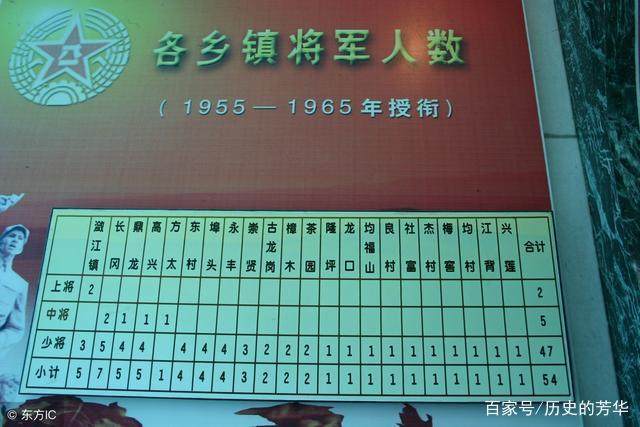 各乡镇将军人数
(1955—1965年授衔)
潋江镇 长冈 鼎龙 高兴 方太 东村 埠头 永丰 崇贤 古龙岗 樟木 茶园 隆坪 龙口 均福山 良村 社富 杰村 梅窖 均村 江背 兴莲 合计
上将 2 2
中将 2 1 1 1 5
少将 3 5 4 4 4 4 4 3 2 2 2 1 1 1 1 1 1 1 1 1 1 47
小计 5 7 5 5 1 4 4 4 3 2 2 2 1 1 1 1 1 1 1 1 1 1 54
© 东方IC
百家号/历史的芳华